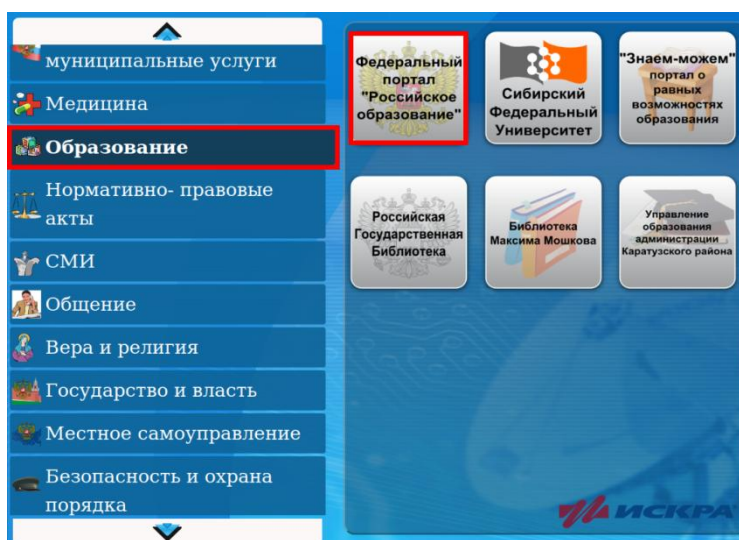 муниципальные услуги
Медицина
Образование
Нормативно- правовые
акты
СМИ
Общение
Вера и религия
Государство и власть
Местное самоуправление
Безопасность и охрана
порядка
Федеральный
портал
"Российское
образование"
Сибирский
Федеральный
Университет
"Знаем-можем"
портал о
равных
возможностях
образования
Российская
Государственная
Библиотека
Библиотека
Максима Мошкова
Управление
образования
администрации
Каратузского района
ИСКРА